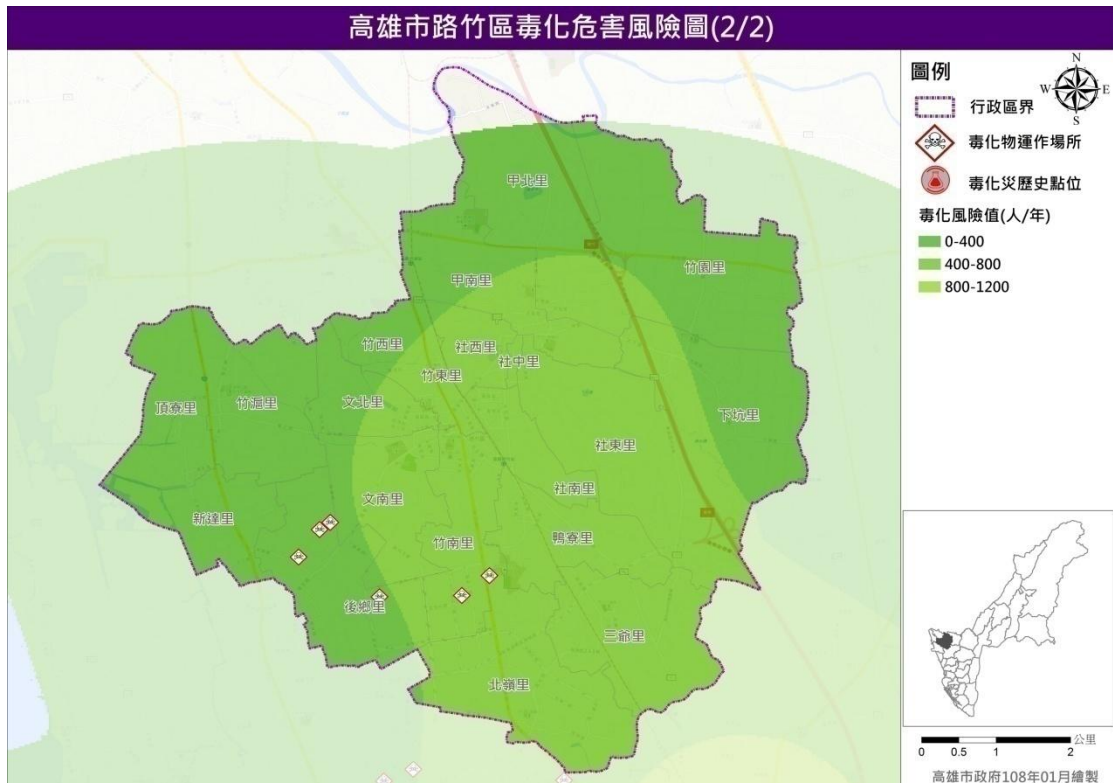 高雄市路竹區毒化危害風險圖(2/2)
圖例
N
W
E
S
行政區界
毒化物運作場所
毒化災歷史點位
毒化風險值(人/年)
0-400
400-800
800-1200
甲北里
竹園里
甲南里
竹西里
社西里
社中里
竹東里
頂寮里
竹滬里
文北里
下坑里
社東里
社南里
文南里
新達里
竹南里
鴨寮里
後鄉里
三爺里
北嶺里
公里
0
0.5
1
2
高雄市政府108年01月繪製